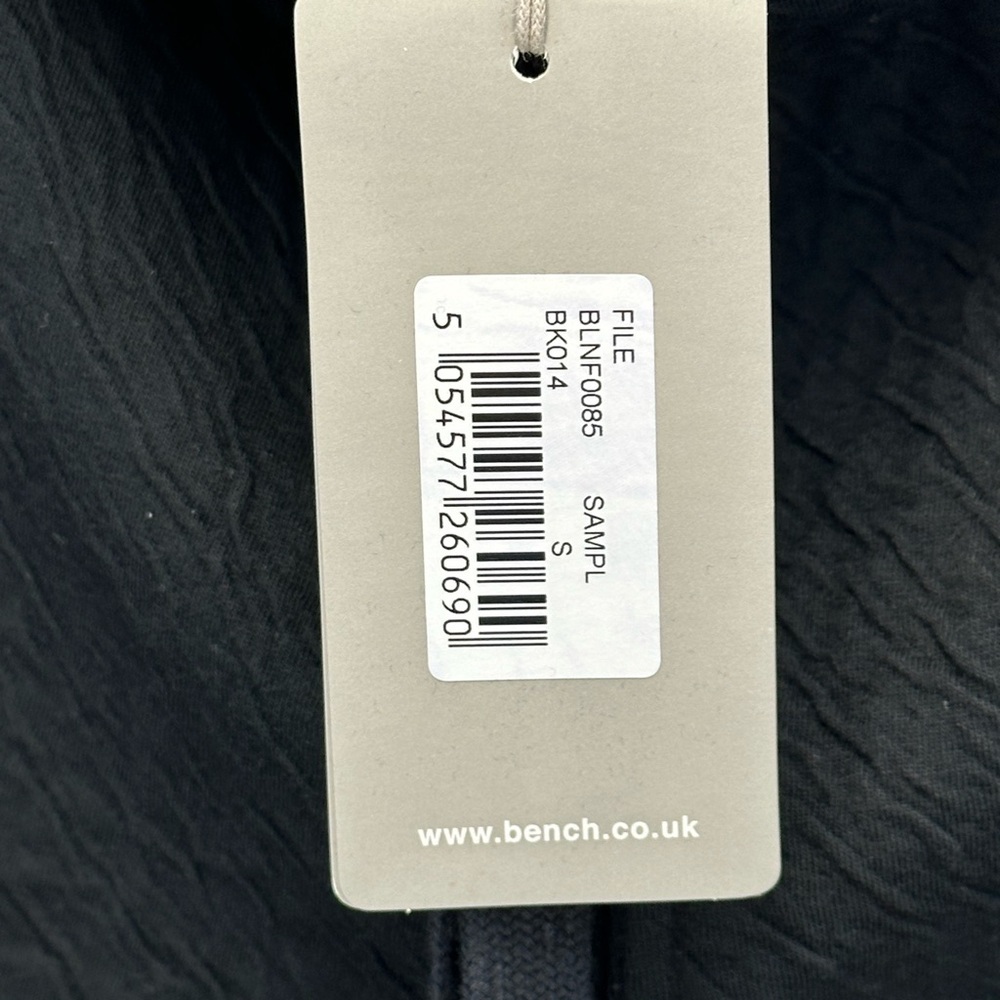 FILE
BLNF0085 SAMPL
BK014 S
5 054577 260690
www.bench.co.uk